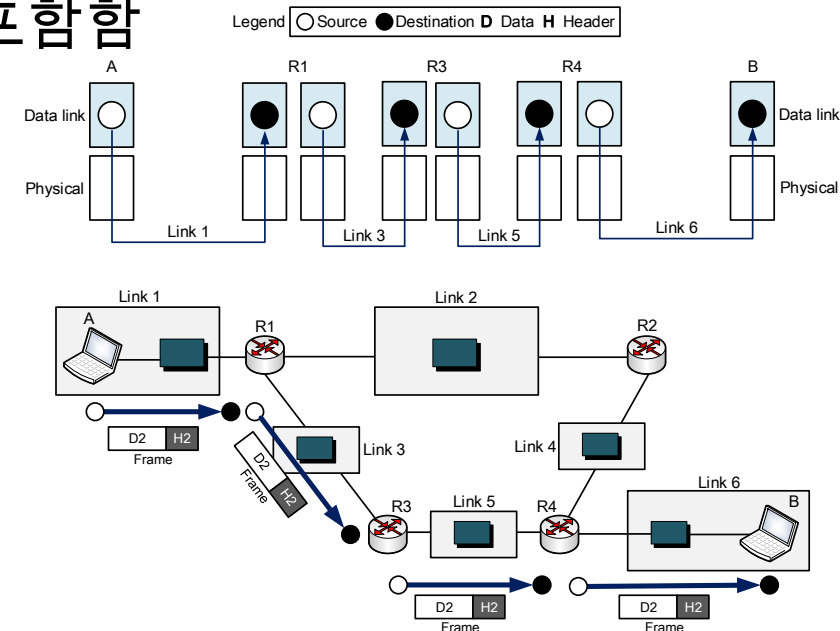 함함
Legend Source Destination D Data H Header
A R1 R3 R4 B
Data link Data link
Physical Physical
Link 1 Link 3 Link 5 Link 6
Link 1 Link 2
A R1 R2
D2 H2
Frame
D2 H2
Frame
Link 3 Link 4
R3 Link 5 R4 Link 6
B
D2 H2
Frame
D2 H2
Frame